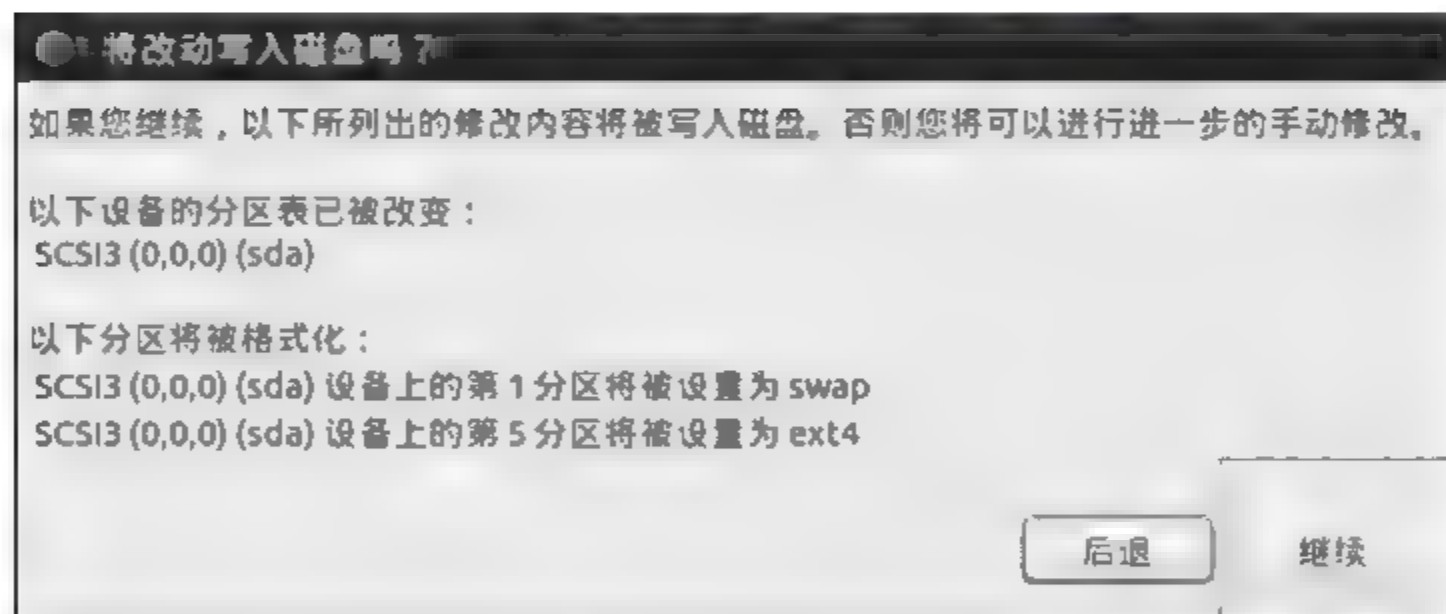 将改动写入磁盘吗?
如果您继续,以下所列出的修改内容将被写入磁盘。否则您将可以进行进一步的手动修改。
以下设备的分区表已被改变:
SCSI3 (0,0,0) (sda)
以下分区将被格式化:
SCSI3 (0,0,0) (sda) 设备上的第 1 分区将被设置为 swap
SCSI3 (0,0,0) (sda) 设备上的第 5 分区将被设置为 ext4
后退
继续